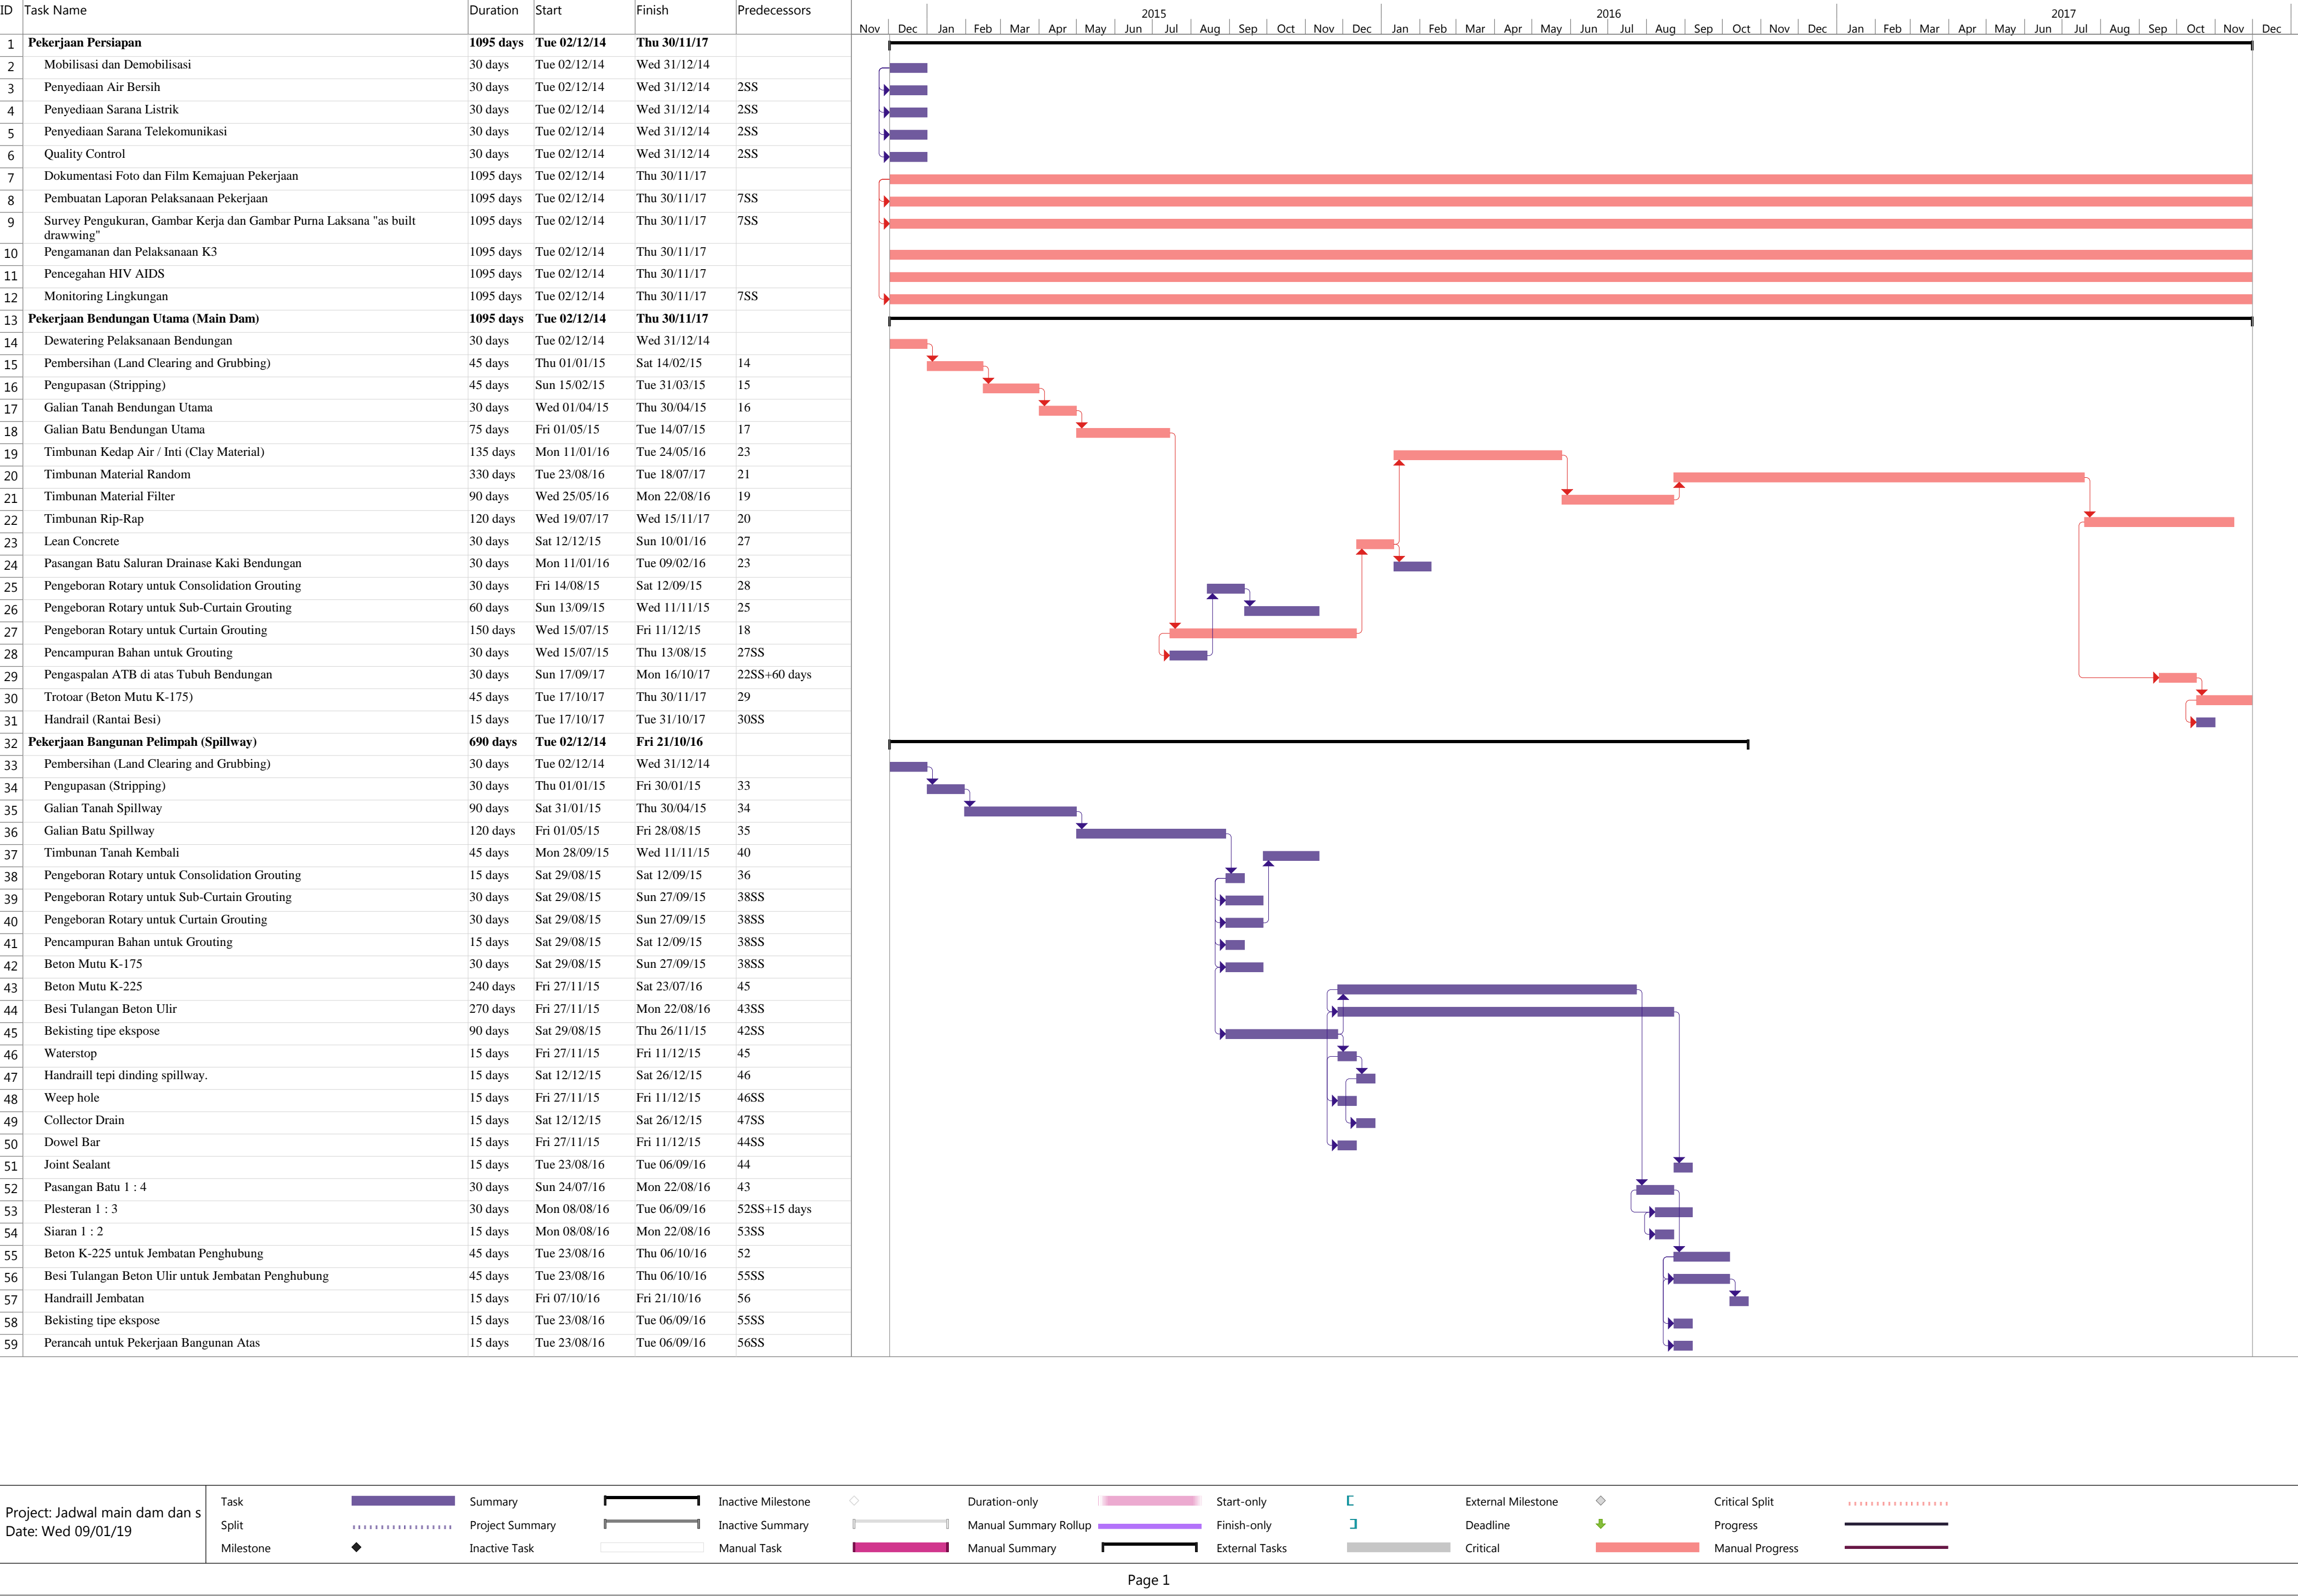 ID Task Name Duration Start Finish Predecessors
2015 2016 2017
Nov Dec Jan Feb Mar Apr May Jun Jul Aug Sep Oct Nov Dec Jan Feb Mar Apr May Jun Jul Aug Sep Oct Nov Dec Jan Feb Mar Apr May Jun Jul Aug Sep Oct Nov Dec
1 Pekerjaan Persiapan 1095 days Tue 02/12/14 Thu 30/11/17
2 Mobilisasi dan Demobilisasi 30 days Tue 02/12/14 Wed 31/12/14
3 Penyediaan Air Bersih 30 days Tue 02/12/14 Wed 31/12/14 2SS
4 Penyediaan Sarana Listrik 30 days Tue 02/12/14 Wed 31/12/14 2SS
5 Penyediaan Sarana Telekomunikasi 30 days Tue 02/12/14 Wed 31/12/14 2SS
6 Quality Control 30 days Tue 02/12/14 Wed 31/12/14 2SS
7 Dokumentasi Foto dan Film Kemajuan Pekerjaan 1095 days Tue 02/12/14 Thu 30/11/17
8 Pembuatan Laporan Pelaksanaan Pekerjaan 1095 days Tue 02/12/14 Thu 30/11/17 7SS
9 Survey Pengukuran, Gambar Kerja dan Gambar Purna Laksana "as built 1095 days Tue 02/12/14 Thu 30/11/17 7SS
drawwing"
10 Pengamanan dan Pelaksanaan K3 1095 days Tue 02/12/14 Thu 30/11/17
11 Pencegahan HIV AIDS 1095 days Tue 02/12/14 Thu 30/11/17
12 Monitoring Lingkungan 1095 days Tue 02/12/14 Thu 30/11/17 7SS
13 Pekerjaan Bendungan Utama (Main Dam) 1095 days Tue 02/12/14 Thu 30/11/17
14 Dewatering Pelaksanaan Bendungan 30 days Tue 02/12/14 Wed 31/12/14
15 Pembersihan (Land Clearing and Grubbing) 45 days Thu 01/01/15 Sat 14/02/15 14
16 Pengupasan (Stripping) 45 days Sun 15/02/15 Tue 31/03/15 15
17 Galian Tanah Bendungan Utama 30 days Wed 01/04/15 Thu 30/04/15 16
18 Galian Batu Bendungan Utama 75 days Fri 01/05/15 Tue 14/07/15 17
19 Timbunan Kedap Air / Inti (Clay Material) 135 days Mon 11/01/16 Tue 24/05/16 23
20 Timbunan Material Random 330 days Tue 23/08/16 Tue 18/07/17 21
21 Timbunan Material Filter 90 days Wed 25/05/16 Mon 22/08/16 19
22 Timbunan Rip-Rap 120 days Wed 19/07/17 Wed 15/11/17 20
23 Lean Concrete 30 days Sat 12/12/15 Sun 10/01/16 27
24 Pasangan Batu Saluran Drainase Kaki Bendungan 30 days Mon 11/01/16 Tue 09/02/16 23
25 Pengeboran Rotary untuk Consolidation Grouting 30 days Fri 14/08/15 Sat 12/09/15 28
26 Pengeboran Rotary untuk Sub-Curtain Grouting 60 days Sun 13/09/15 Wed 11/11/15 25
27 Pengeboran Rotary untuk Curtain Grouting 150 days Wed 15/07/15 Fri 11/12/15 18
28 Pencampuran Bahan untuk Grouting 30 days Wed 15/07/15 Thu 13/08/15 27SS
29 Pengaspalan ATB di atas Tubuh Bendungan 30 days Sun 17/09/17 Mon 16/10/17 22SS+60 days
30 Trotoar (Beton Mutu K-175) 45 days Tue 17/10/17 Thu 30/11/17 29
31 Handrail (Rantai Besi) 15 days Tue 17/10/17 Tue 31/10/17 30SS
32 Pekerjaan Bangunan Pelimpah (Spillway) 690 days Tue 02/12/14 Fri 21/10/16
33 Pembersihan (Land Clearing and Grubbing) 30 days Tue 02/12/14 Wed 31/12/14
34 Pengupasan (Stripping) 30 days Thu 01/01/15 Fri 30/01/15 33
35 Galian Tanah Spillway 90 days Sat 31/01/15 Thu 30/04/15 34
36 Galian Batu Spillway 120 days Fri 01/05/15 Fri 28/08/15 35
37 Timbunan Tanah Kembali 45 days Mon 28/09/15 Wed 11/11/15 40
38 Pengeboran Rotary untuk Consolidation Grouting 15 days Sat 29/08/15 Sat 12/09/15 36
39 Pengeboran Rotary untuk Sub-Curtain Grouting 30 days Sat 29/08/15 Sun 27/09/15 38SS
40 Pengeboran Rotary untuk Curtain Grouting 30 days Sat 29/08/15 Sun 27/09/15 38SS
41 Pencampuran Bahan untuk Grouting 15 days Sat 29/08/15 Sat 12/09/15 38SS
42 Beton Mutu K-175 30 days Sat 29/08/15 Sun 27/09/15 38SS
43 Beton Mutu K-225 240 days Fri 27/11/15 Sat 23/07/16 45
44 Besi Tulangan Beton Ulir 270 days Fri 27/11/15 Mon 22/08/16 43SS
45 Bekisting tipe ekspose 90 days Sat 29/08/15 Thu 26/11/15 42SS
46 Waterstop 15 days Fri 27/11/15 Fri 11/12/15 45
47 Handraill tepi dinding spillway. 15 days Sat 12/12/15 Sat 26/12/15 46
48 Weep hole 15 days Fri 27/11/15 Fri 11/12/15 46SS
49 Collector Drain 15 days Sat 12/12/15 Sat 26/12/15 47SS
50 Dowel Bar 15 days Fri 27/11/15 Fri 11/12/15 44SS
51 Joint Sealant 15 days Tue 23/08/16 Tue 06/09/16 44
52 Pasangan Batu 1 : 4 30 days Sun 24/07/16 Mon 22/08/16 43
53 Plesteran 1 : 3 30 days Mon 08/08/16 Tue 06/09/16 52SS+15 days
54 Siaran 1 : 2 15 days Mon 08/08/16 Mon 22/08/16 53SS
55 Beton K-225 untuk Jembatan Penghubung 45 days Tue 23/08/16 Thu 06/10/16 52
56 Besi Tulangan Beton Ulir untuk Jembatan Penghubung 45 days Tue 23/08/16 Thu 06/10/16 55SS
57 Handraill Jembatan 15 days Fri 07/10/16 Fri 21/10/16 56
58 Bekisting tipe ekspose 15 days Tue 23/08/16 Tue 06/09/16 55SS
59 Perancah untuk Pekerjaan Bangunan Atas 15 days Tue 23/08/16 Tue 06/09/16 56SS
Project: Jadwal main dam dan s
Date: Wed 09/01/19
Task Summary Inactive Milestone Duration-only Start-only External Milestone Critical Split
Split Project Summary Inactive Summary Manual Summary Rollup Finish-only Deadline Progress
Milestone Inactive Task Manual Task Manual Summary External Tasks Critical Manual Progress
Page 1